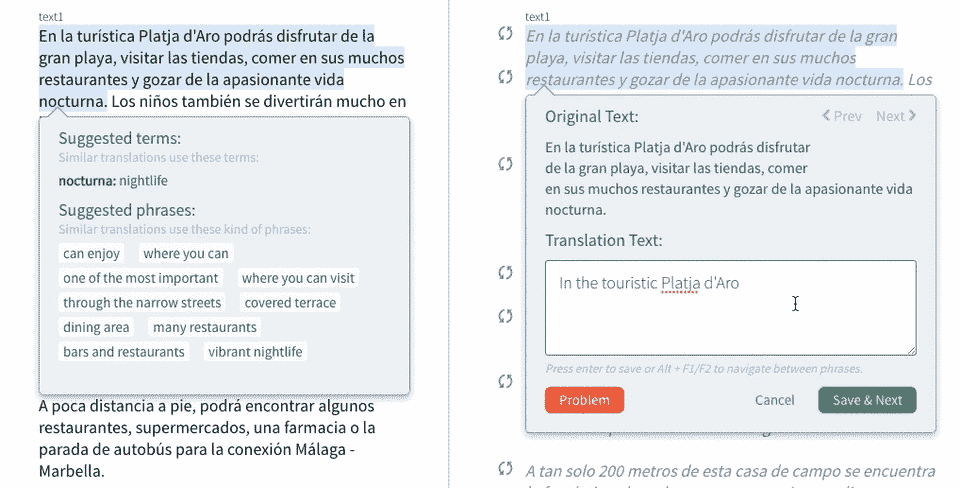 text1
En la turística Platja d'Aro podrás disfrutar de la
gran playa, visitar las tiendas, comer en sus muchos
restaurantes y gozar de la apasionante vida
nocturna. Los niños también se divertirán mucho en
Suggested terms:
Similar translations use these terms:
nocturna: nightlife
Suggested phrases:
Similar translations use these kind of phrases:
can enjoy where you can
one of the most important where you can visit
through the narrow streets covered terrace
dining area many restaurants
bars and restaurants vibrant nightlife
A poca distancia a pie, podrá encontrar algunos
restaurantes, supermercados, una farmacia o la
parada de autobús para la conexión Málaga -
Marbella.
text1
En la turística Platja d'Aro podrás disfrutar de la gran
playa, visitar las tiendas, comer en sus muchos
restaurantes y gozar de la apasionante vida nocturna. Los
Original Text: Prev Next
En la turística Platja d'Aro podrás disfrutar
de la gran playa, visitar las tiendas, comer
en sus muchos restaurantes y gozar de la apasionante vida
nocturna.
Translation Text:
In the touristic Platja d'Aro
Press enter to save or Alt + F1/F2 to navigate between phrases.
Problem Cancel Save & Next
A tan solo 200 metros de esta casa de campo se encuentra